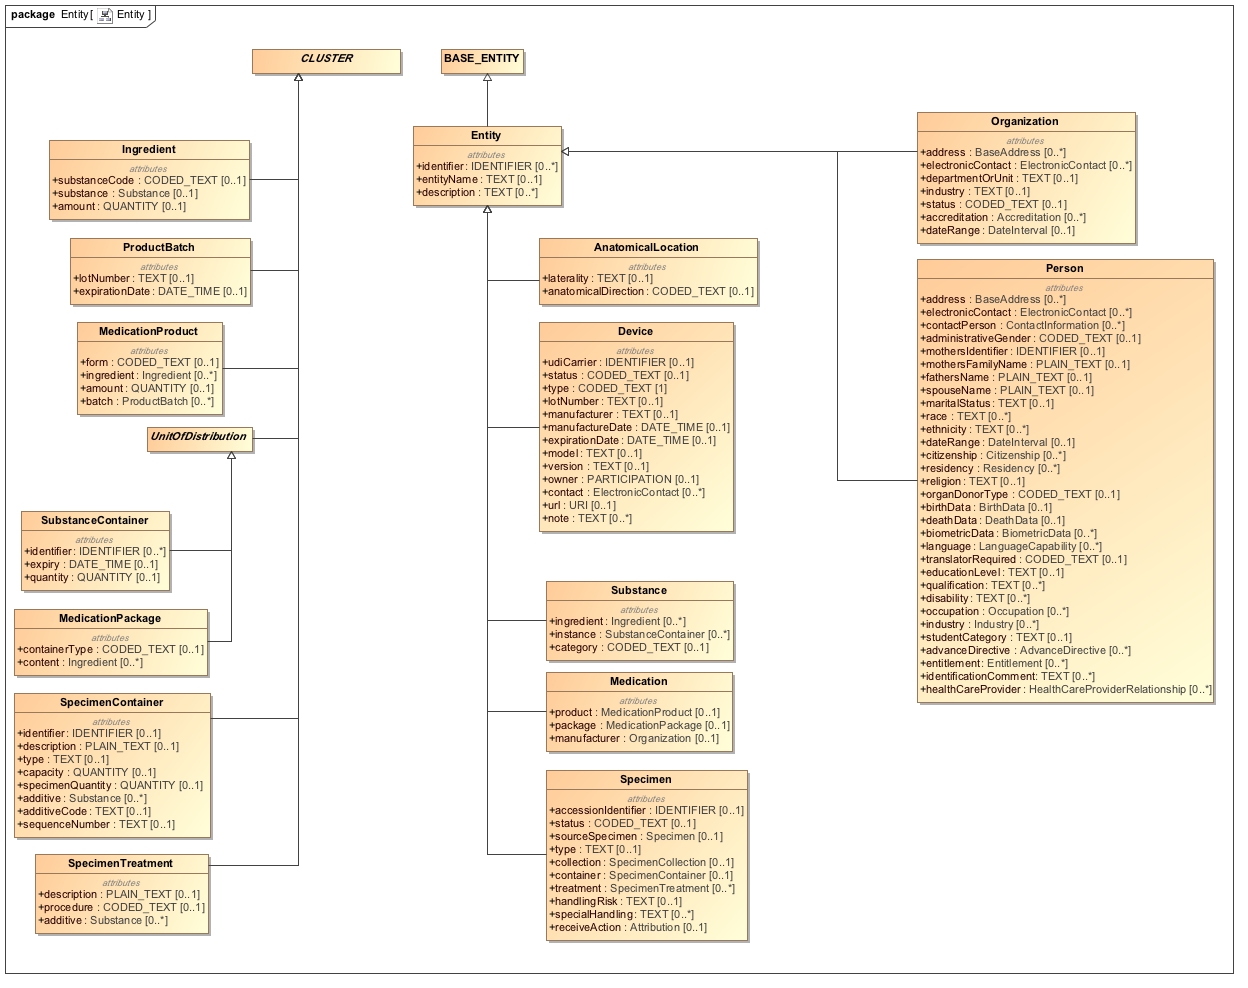 package Entity[ Entity ]
CLUSTER
BASE_ENTITY
Ingredient
attributes
+substanceCode : CODED_TEXT [0..1]
+substance : Substance [0..1]
+amount : QUANTITY [0..1]
ProductBatch
attributes
+lotNumber : TEXT [0..1]
+expirationDate : DATE_TIME [0..1]
MedicationProduct
attributes
+form : CODED_TEXT [0..1]
+ingredient : Ingredient [0..*]
+amount : QUANTITY [0..1]
+batch : ProductBatch [0..*]
UnitOfDistribution
SubstanceContainer
attributes
+identifier : IDENTIFIER [0..*]
+expiry : DATE_TIME [0..1]
+quantity : QUANTITY [0..1]
MedicationPackage
attributes
+containerType : CODED_TEXT [0..1]
+content : Ingredient [0..*]
SpecimenContainer
attributes
+identifier : IDENTIFIER [0..1]
+description : PLAIN_TEXT [0..1]
+type : TEXT [0..1]
+capacity : QUANTITY [0..1]
+specimenQuantity : QUANTITY [0..1]
+additive : Substance [0..*]
+additiveCode : TEXT [0..1]
+sequenceNumber : TEXT [0..1]
SpecimenTreatment
attributes
+description : PLAIN_TEXT [0..1]
+procedure : CODED_TEXT [0..1]
+additive : Substance [0..*]
Entity
attributes
+identifier : IDENTIFIER [0..*]
+entityName : TEXT [0..1]
+description : TEXT [0..*]
AnatomicalLocation
attributes
+laterality : TEXT [0..1]
+anatomicalDirection : CODED_TEXT [0..1]
Device
attributes
+udiCarrier : IDENTIFIER [0..1]
+status : CODED_TEXT [0..1]
+type : CODED_TEXT [1]
+lotNumber : TEXT [0..1]
+manufacturer : TEXT [0..1]
+manufactureDate : DATE_TIME [0..1]
+expirationDate : DATE_TIME [0..1]
+model : TEXT [0..1]
+version : TEXT [0..1]
+owner : PARTICIPATION [0..1]
+contact : ElectronicContact [0..*]
+url : URI [0..1]
+note : TEXT [0..*]
Substance
attributes
+ingredient : Ingredient [0..*]
+instance : SubstanceContainer [0..*]
+category : CODED_TEXT [0..1]
Medication
attributes
+product : MedicationProduct [0..1]
+package : MedicationPackage [0..1]
+manufacturer : Organization [0..1]
Specimen
attributes
+accessionIdentifier : IDENTIFIER [0..1]
+status : CODED_TEXT [0..1]
+sourceSpecimen : Specimen [0..1]
+type : TEXT [0..1]
+collection : SpecimenCollection [0..1]
+container : SpecimenContainer [0..1]
+treatment : SpecimenTreatment [0..*]
+handlingRisk : TEXT [0..1]
+specialHandling : TEXT [0..*]
+receiveAction : Attribution [0..1]
Organization
attributes
+address : BaseAddress [0..*]
+electronicContact : ElectronicContact [0..*]
+departmentOrUnit : TEXT [0..1]
+industry : TEXT [0..1]
+status : CODED_TEXT [0..1]
+accreditation : Accreditation [0..*]
+dateRange : DateInterval [0..1]
Person
attributes
+address : BaseAddress [0..*]
+electronicContact : ElectronicContact [0..*]
+contactPerson : ContactInformation [0..*]
+administrativeGender : CODED_TEXT [0..1]
+mothersIdentifier : IDENTIFIER [0..1]
+mothersFamilyName : PLAIN_TEXT [0..1]
+fathersName : PLAIN_TEXT [0..1]
+spouseName : PLAIN_TEXT [0..1]
+maritalStatus : TEXT [0..1]
+race : TEXT [0..*]
+ethnicity : TEXT [0..*]
+dateRange : DateInterval [0..1]
+citizenship : Citizenship [0..*]
+residency : Residency [0..*]
+religion : TEXT [0..1]
+organDonorType : CODED_TEXT [0..1]
+birthData : BirthData [0..1]
+deathData : DeathData [0..1]
+biometricData : BiometricData [0..*]
+language : LanguageCapability [0..*]
+translatorRequired : CODED_TEXT [0..1]
+educationLevel : TEXT [0..1]
+qualification : TEXT [0..*]
+disability : TEXT [0..*]
+occupation : Occupation [0..*]
+industry : Industry [0..*]
+studentCategory : TEXT [0..1]
+advanceDirective : AdvanceDirective [0..*]
+entitlement : Entitlement [0..*]
+identificationComment : TEXT [0..*]
+healthCareProvider : HealthCareProviderRelationship [0..*]